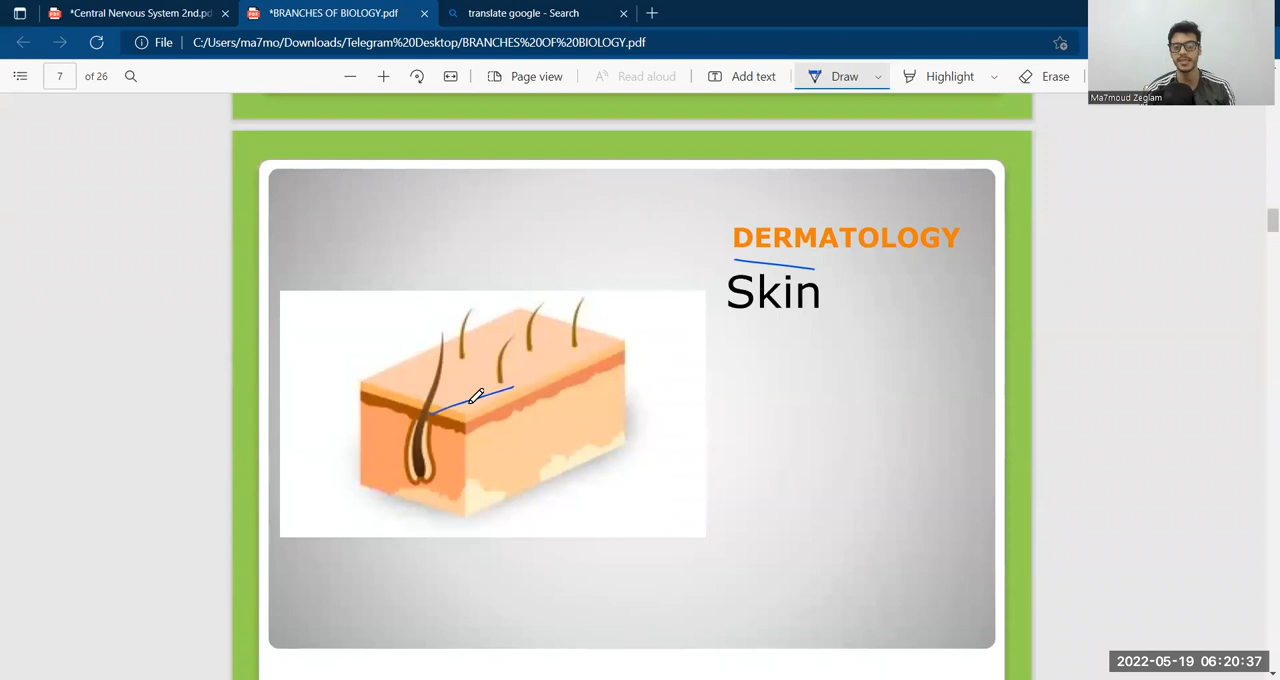 *Central Nervous System 2nd.pd
*BRANCHES OF BIOLOGY.pdf
translate google - Search
File
C:/Users/ma7mo/Downloads/Telegram%20Desktop/BRANCHES%20OF%20BIOLOGY.pdf
7 of 26
Page view
Read aloud
Add text
Draw
Highlight
Erase
Ma7moud Zeglam
DERMATOLOGY
Skin
2022-05-19 06:20:37